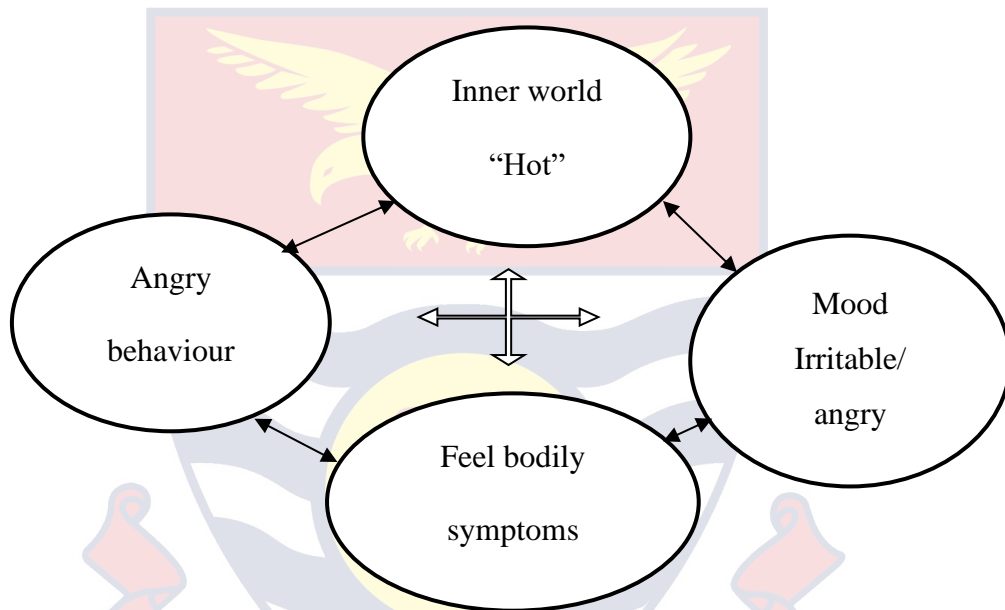 Inner world
“Hot”
Angry
behaviour
Mood
Irritable/
angry
Feel bodily
symptoms